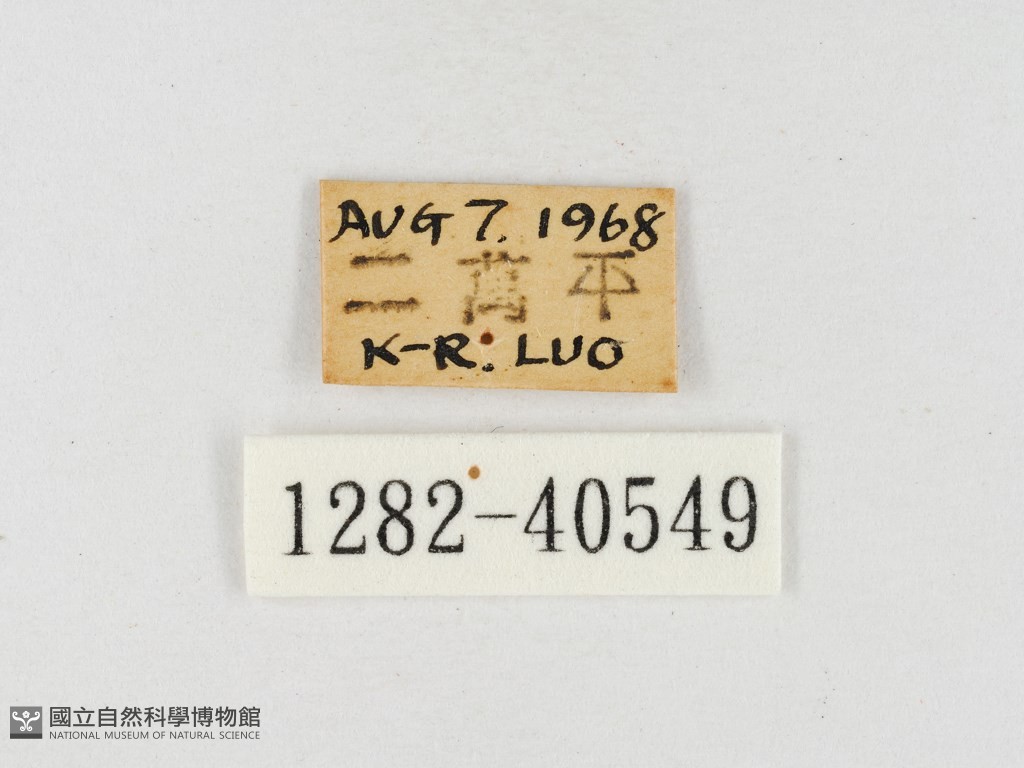 AUG 7. 1968
二萬平
K-R. LUO
1282-40549
國立自然科學博物館
NATIONAL MUSEUM OF NATURAL SCIENCE